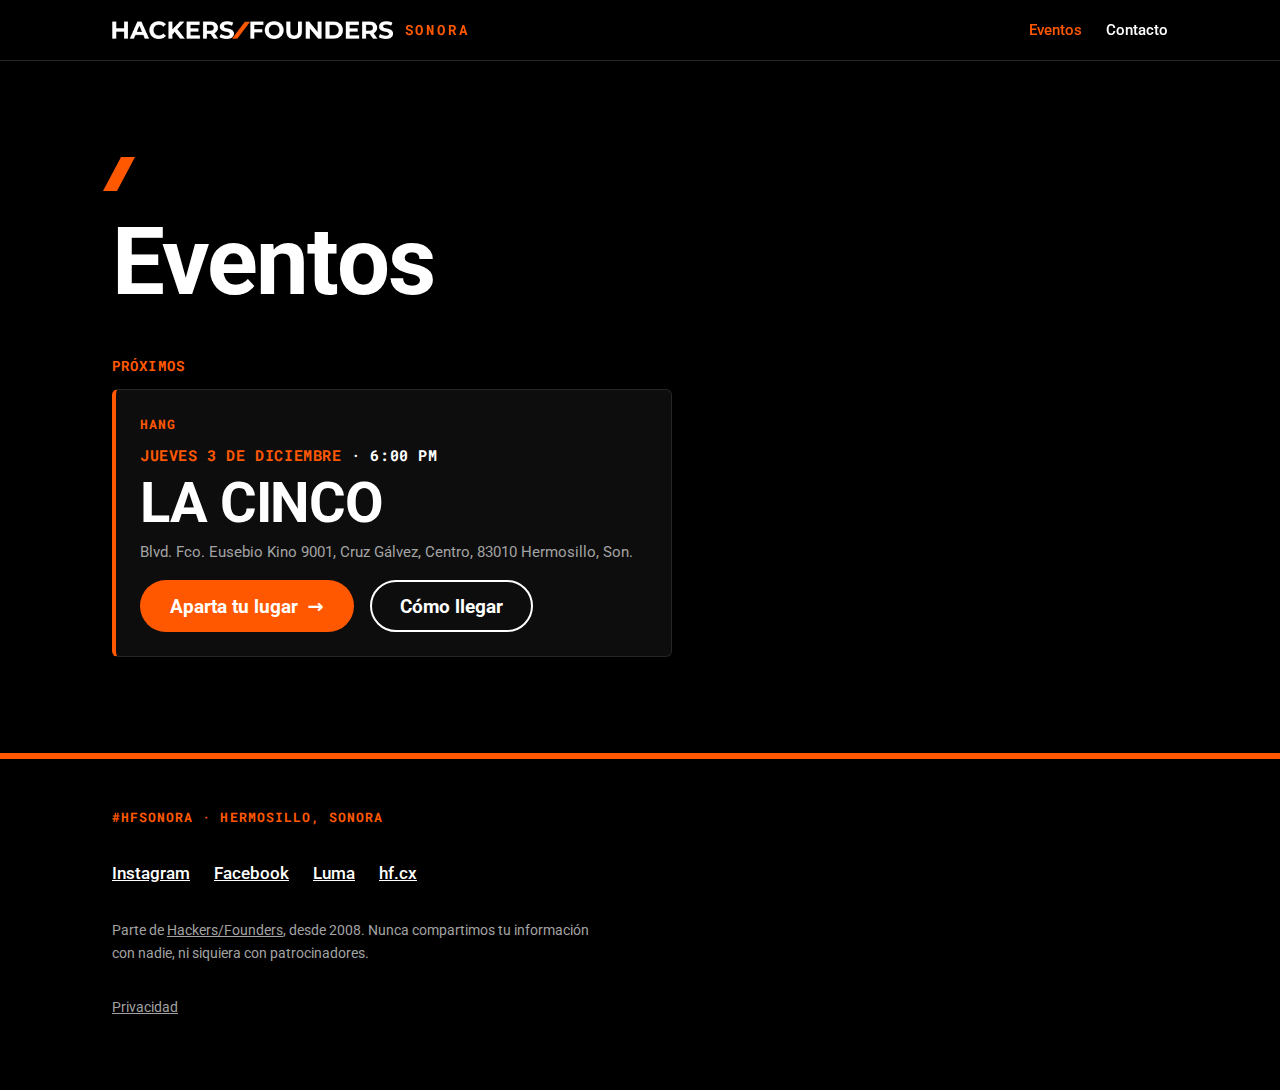 HACKERS/FOUNDERS SONORA
Eventos
Contacto
Eventos
PRÓXIMOS
HANG
JUEVES 3 DE DICIEMBRE · 6:00 PM
LA CINCO
Blvd. Fco. Eusebio Kino 9001, Cruz Gálvez, Centro, 83010 Hermosillo, Son.
Aparta tu lugar →
Cómo llegar
#HFSONORA · HERMOSILLO, SONORA
Instagram
Facebook
Luma
hf.cx
Parte de Hackers/Founders, desde 2008. Nunca compartimos tu información
con nadie, ni siquiera con patrocinadores.
Privacidad